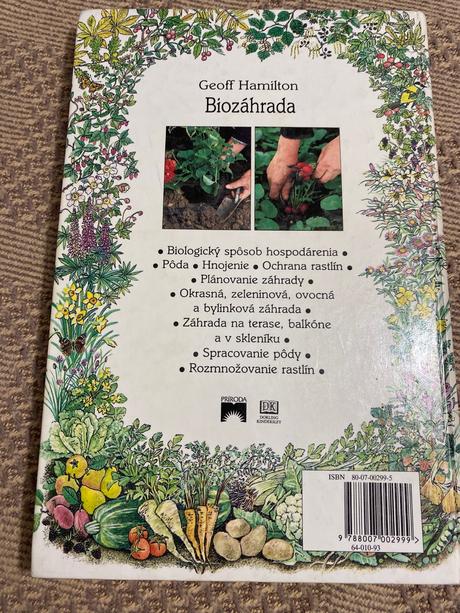 Geoff Hamilton
Biozáhrada
• Biologický spôsob hospodárenia •
• Pôda • Hnojenie • Ochrana rastlín •
• Plánovanie záhrady •
• Okrasná, zeleninová, ovocná
a bylinková záhrada •
• Záhrada na terase, balkóne
a v skleníku •
• Spracovanie pôdy •
• Rozmnožovanie rastlín •
PRÍRODA
DK
DORLING
KINDERSLEY
ISBN 80-07-00299-5
9 788007 002999 >
64-010-93